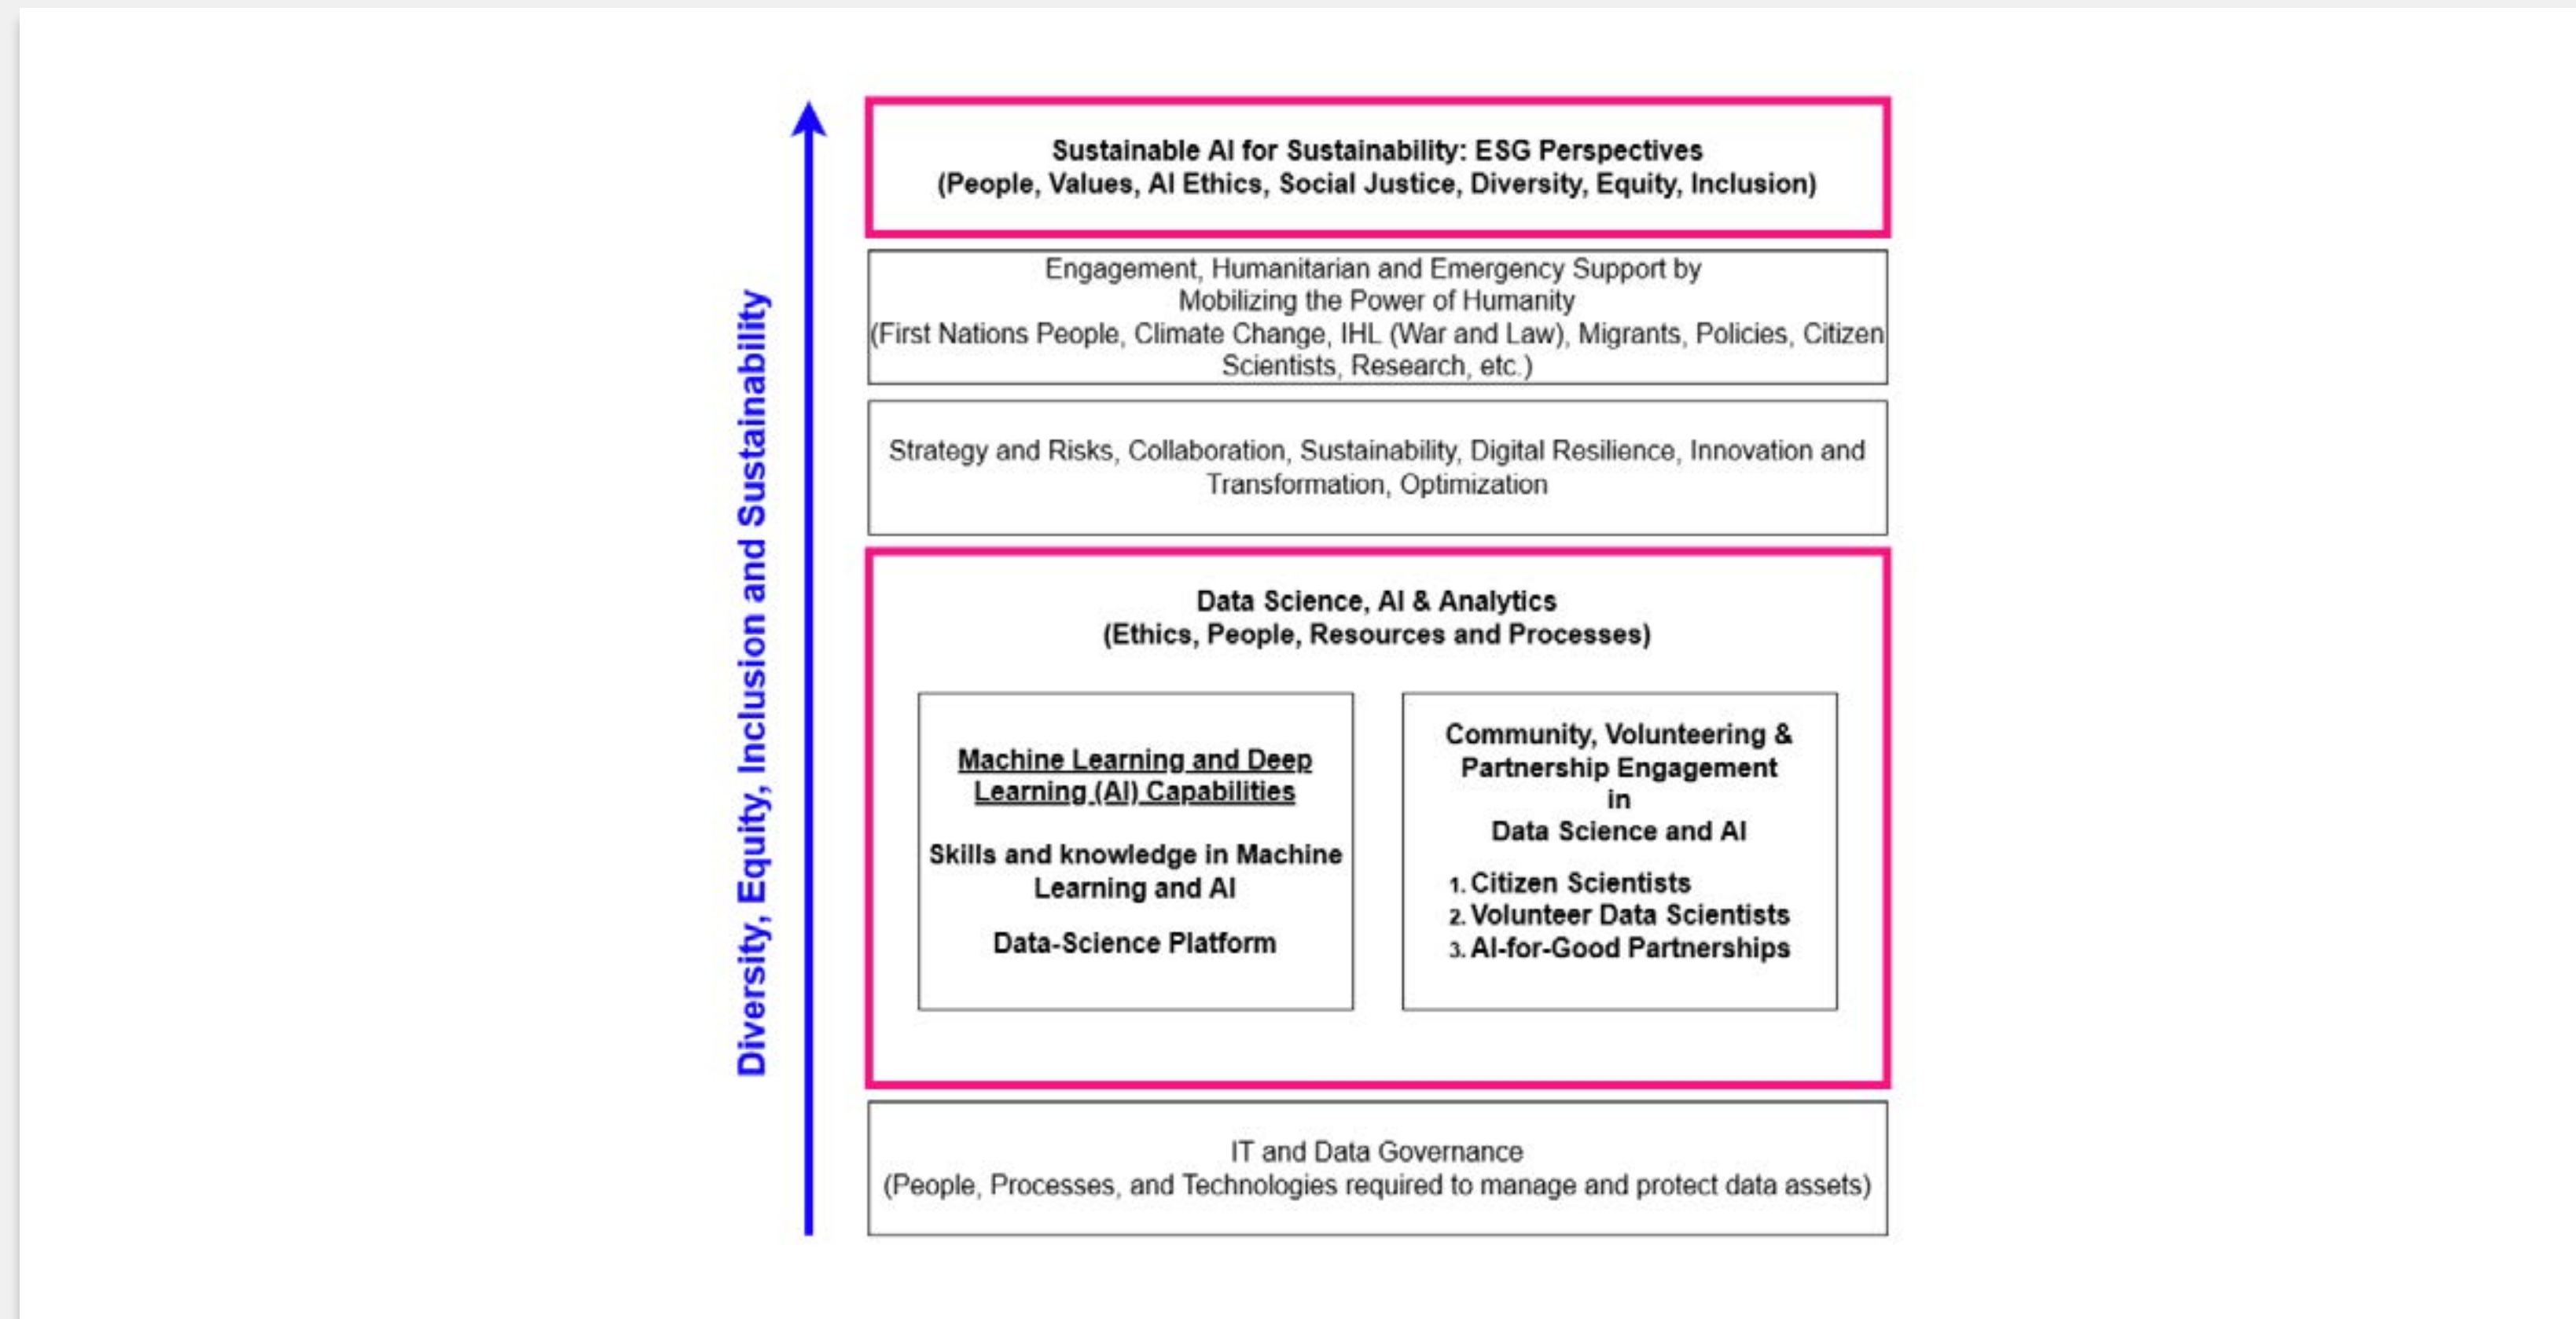 Diversity, Equity, Inclusion and Sustainability
Sustainable AI for Sustainability: ESG Perspectives
(People, Values, AI Ethics, Social Justice, Diversity, Equity, Inclusion)
Engagement, Humanitarian and Emergency Support by
Mobilizing the Power of Humanity
(First Nations People, Climate Change, IHL (War and Law), Migrants, Policies, Citizen
Scientists, Research, etc.)
Strategy and Risks, Collaboration, Sustainability, Digital Resilience, Innovation and
Transformation, Optimization
Data Science, AI & Analytics
(Ethics, People, Resources and Processes)
Machine Learning and Deep
Learning (AI) Capabilities
Skills and knowledge in Machine
Learning and AI
Data-Science Platform
Community, Volunteering &
Partnership Engagement
in
Data Science and AI
1. Citizen Scientists
2. Volunteer Data Scientists
3. AI-for-Good Partnerships
IT and Data Governance
(People, Processes, and Technologies required to manage and protect data assets)